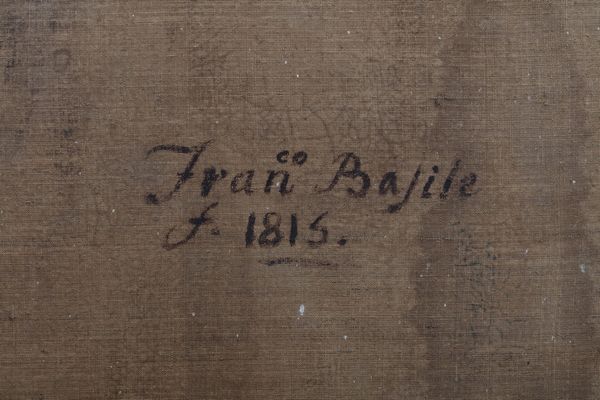 Franco Basile
f. 1815.